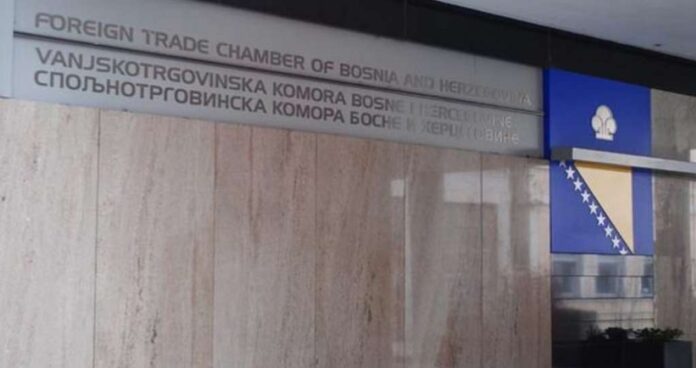 FOREIGN TRADE CHAMBER OF BOSNIA AND HERZEGOVINA
VANJSKOTRGOVINSKA KOMORA BOSNE I HERCEGOVINE
СПОЉНОТРГОВИНСКА КОМОРА БОСНЕ И ХЕРЦЕГОВИНЕ